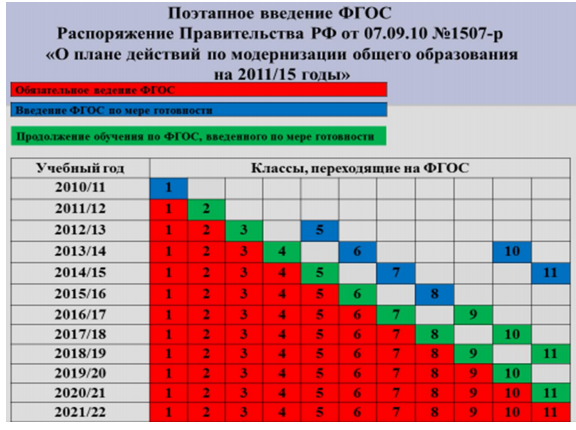 Поэтапное введение ФГОС
Распоряжение Правительства РФ от 07.09.10 №1507-р
«О плане действий по модернизации общего образования
на 2011/15 годы»
Обязательное ведение ФГОС
Введение ФГОС по мере готовности
Продолжение обучения по ФГОС, введенного по мере готовности
Учебный год Классы, переходящие на ФГОС
2010/11 1
2011/12 1 2
2012/13 1 2 3 5
2013/14 1 2 3 4 6 10
2014/15 1 2 3 4 5 7 11
2015/16 1 2 3 4 5 6 8
2016/17 1 2 3 4 5 6 7 9
2017/18 1 2 3 4 5 6 7 8 10
2018/19 1 2 3 4 5 6 7 8 9 11
2019/20 1 2 3 4 5 6 7 8 9 10
2020/21 1 2 3 4 5 6 7 8 9 10 11
2021/22 1 2 3 4 5 6 7 8 9 10 11